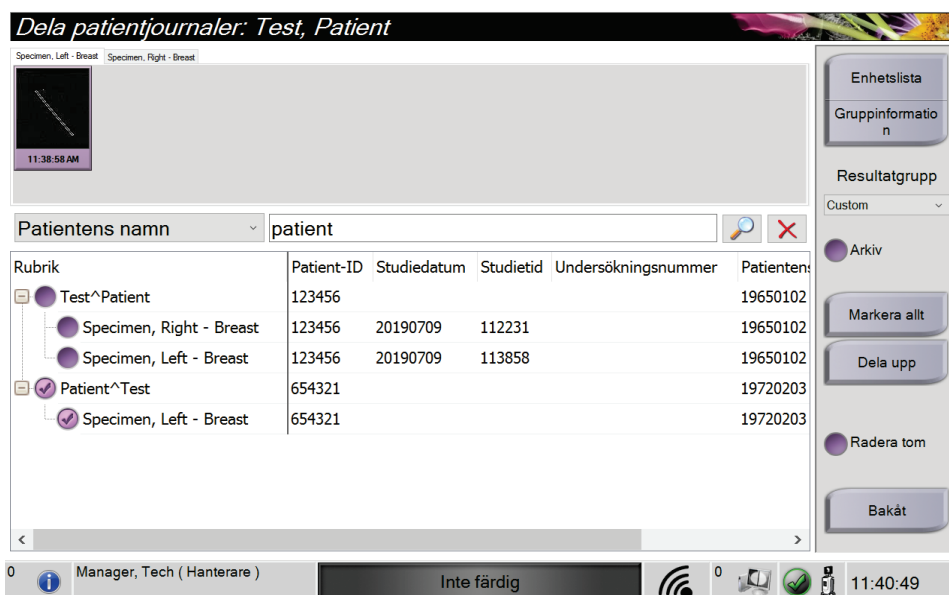 Dela patientjournaler: Test, Patient
Specimen, Left - Breast Specimen, Right - Breast
11:38:58 AM
Enhetslista
Gruppinformatio
n
Resultatgrupp
Custom
Arkiv
Markera allt
Dela upp
Radera tom
Bakåt
Patientens namn patient
Rubrik Patient-ID Studiedatum Studietid Undersökningsnummer Patientens
Test^Patient 123456 19650102
Specimen, Right - Breast 123456 20190709 112231 19650102
Specimen, Left - Breast 123456 20190709 113858 19650102
Patient^Test 654321 19720203
Specimen, Left - Breast 654321 19720203
0 Manager, Tech ( Hanterare ) Inte färdig 0 11:40:49